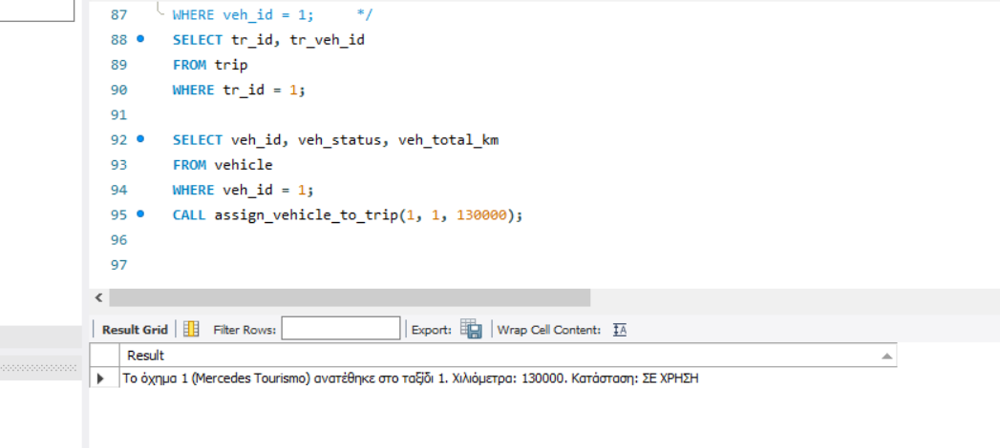 87 WHERE veh_id = 1; */
88 SELECT tr_id, tr_veh_id
89 FROM trip
90 WHERE tr_id = 1;
91
92 SELECT veh_id, veh_status, veh_total_km
93 FROM vehicle
94 WHERE veh_id = 1;
95 CALL assign_vehicle_to_trip(1, 1, 130000);
96
97
Result Grid Filter Rows: Export: Wrap Cell Content:
Result
Το όχημα 1 (Mercedes Tourismo) ανατέθηκε στο ταξίδι 1. Χιλιόμετρα: 130000. Κατάσταση: ΣΕ ΧΡΗΣΗ